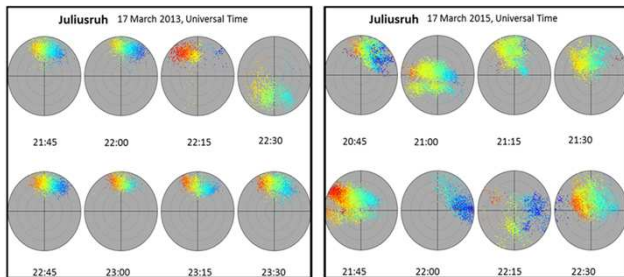 Juliusruh 17 March 2013, Universal Time
21:45 22:00 22:15 22:30
22:45 23:00 23:15 23:30
Juliusruh 17 March 2015, Universal Time
20:45 21:00 21:15 21:30
21:45 22:00 22:15 22:30